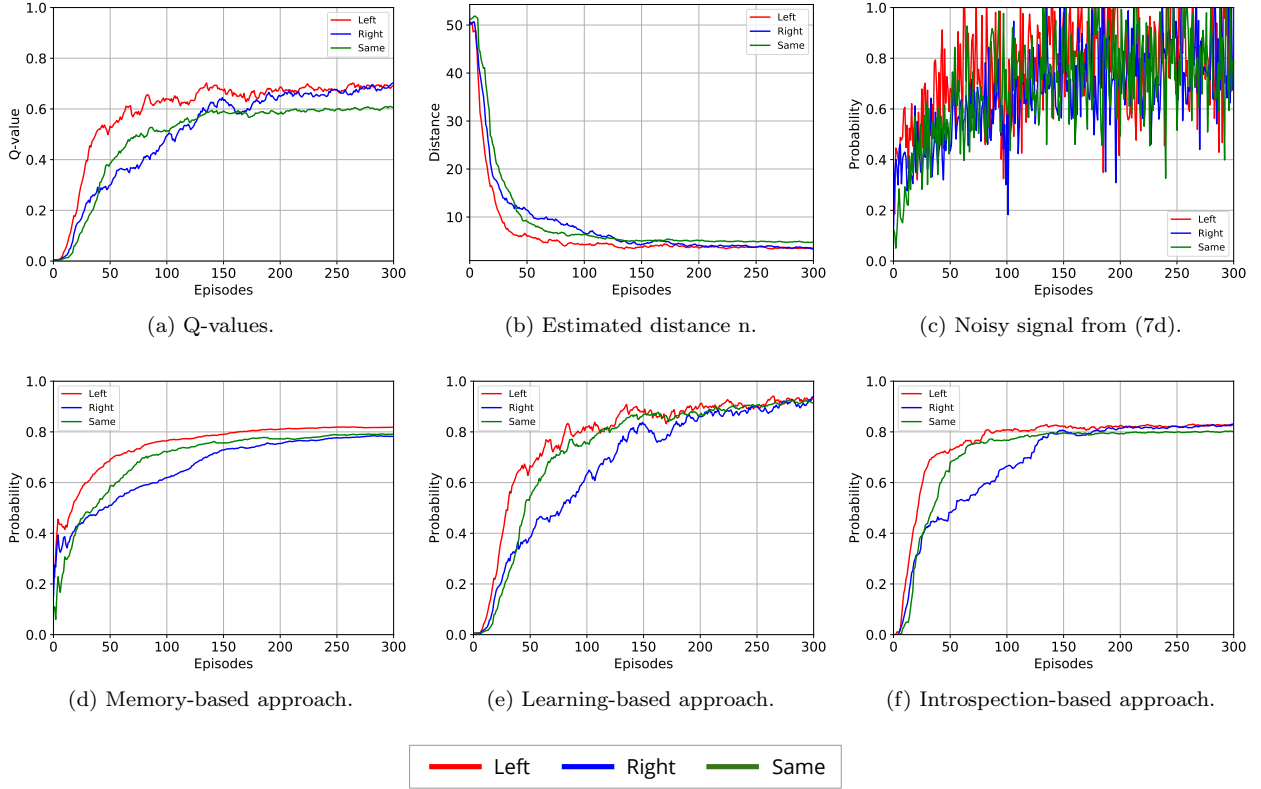 1.0
0.8
0.6
0.4
0.2
0.0
Q-value
0 50 100 150 200 250 300
Episodes
Left
Right
Same
(a) Q-values.
50
40
30
20
10
Distance
0 50 100 150 200 250 300
Episodes
Left
Right
Same
(b) Estimated distance n.
1.0
0.8
0.6
0.4
0.2
0.0
Probability
0 50 100 150 200 250 300
Episodes
Left
Right
Same
(c) Noisy signal from (7d).
1.0
0.8
0.6
0.4
0.2
0.0
Probability
0 50 100 150 200 250 300
Episodes
Left
Right
Same
(d) Memory-based approach.
1.0
0.8
0.6
0.4
0.2
0.0
Probability
0 50 100 150 200 250 300
Episodes
Left
Right
Same
(e) Learning-based approach.
1.0
0.8
0.6
0.4
0.2
0.0
Probability
0 50 100 150 200 250 300
Episodes
Left
Right
Same
(f) Introspection-based approach.
Left Right Same